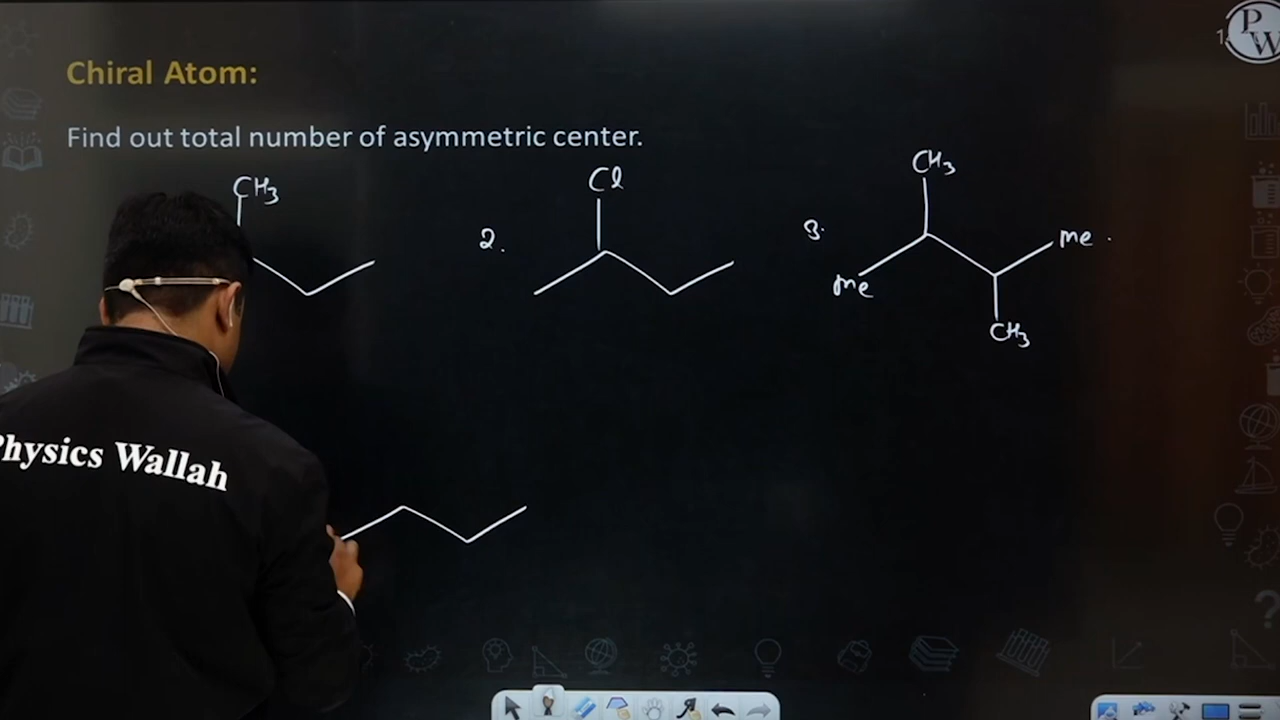 P
W
1
Chiral Atom:
Find out total number of asymmetric center.
CH3
2.
Cl
3.
CH3
Me
Me.
CH3
Physics Wallah
?